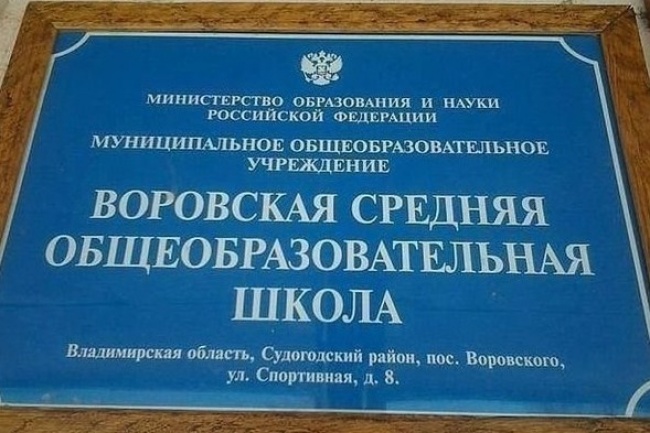 МИНИСТЕРСТВО ОБРАЗОВАНИЯ И НАУКИ
РОССИЙСКОЙ ФЕДЕРАЦИИ
МУНИЦИПАЛЬНОЕ ОБЩЕОБРАЗОВАТЕЛЬНОЕ
УЧРЕЖДЕНИЕ
ВОРОВСКАЯ СРЕДНЯЯ
ОБЩЕОБРАЗОВАТЕЛЬНАЯ
ШКОЛА
Владимирская область, Судогодский район, пос. Воровского,
ул. Спортивная, д. 8.